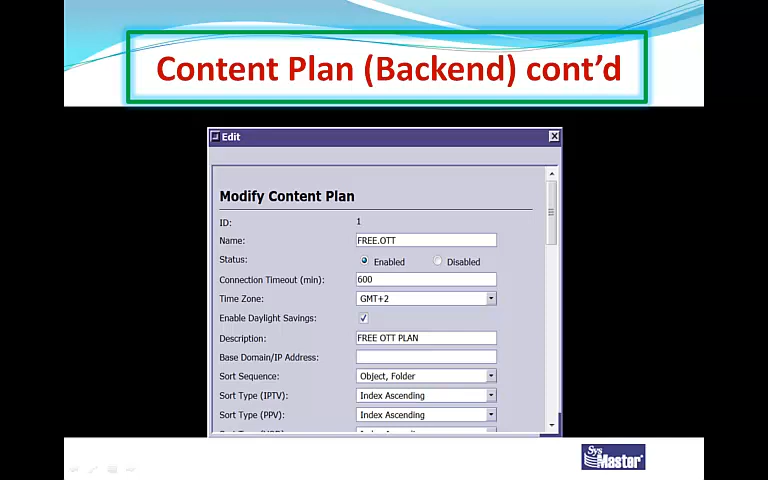 Content Plan (Backend) cont'd
Edit
Modify Content Plan
ID: 1
Name: FREE.OTT
Status: Enabled Disabled
Connection Timeout (min): 600
Time Zone: GMT+2
Enable Daylight Savings:
Description: FREE OTT PLAN
Base Domain/IP Address:
Sort Sequence: Object, Folder
Sort Type (IPTV): Index Ascending
Sort Type (PPV): Index Ascending
Sys
Master